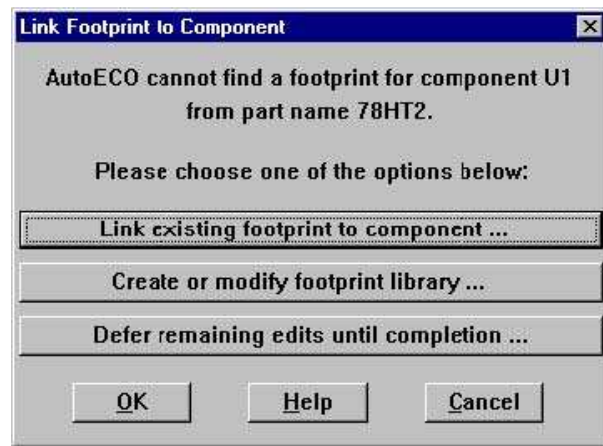 Link Footprint to Component
AutoECO cannot find a footprint for component U1
from part name 78HT2.
Please choose one of the options below:
Link existing footprint to component ...
Create or modify footprint library ...
Defer remaining edits until completion ...
OK Help Cancel